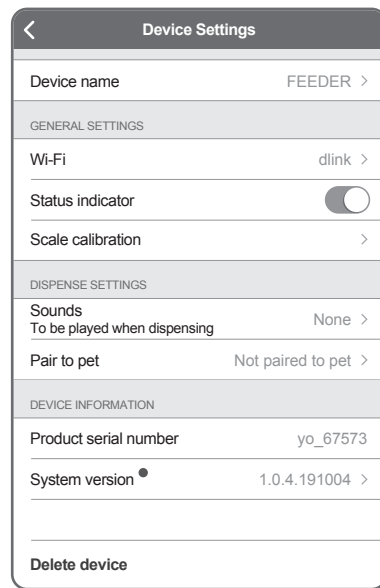 Device Settings
Device name FEEDER >
GENERAL SETTINGS
Wi-Fi dlink >
Status indicator
Scale calibration >
DISPENSE SETTINGS
Sounds
To be played when dispensing None >
Pair to pet Not paired to pet >
DEVICE INFORMATION
Product serial number yo_67573
System version 1.0.4.191004 >
Delete device